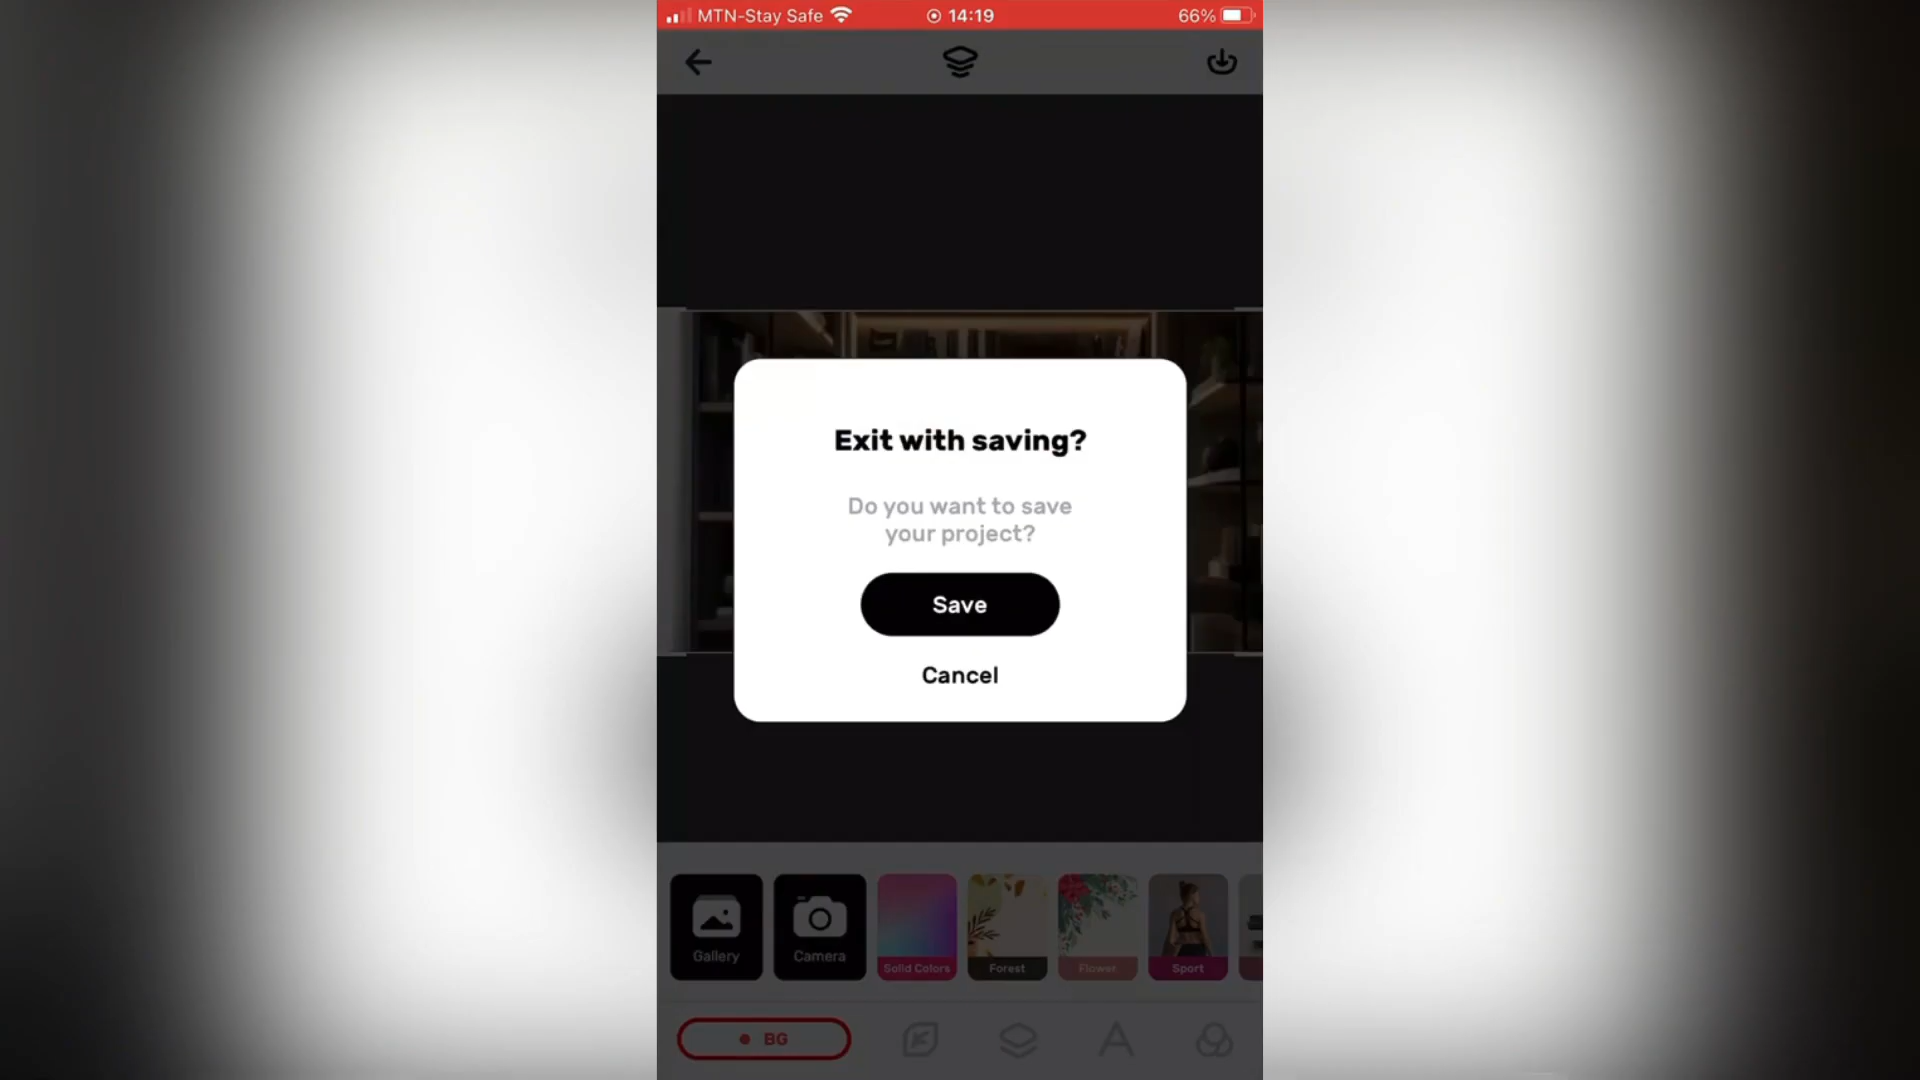 MTN-Stay Safe 14:19 66%
Exit with saving?
Do you want to save
your project?
Save
Cancel
Gallery Camera Solid Colors Forest Flower Sport
BG